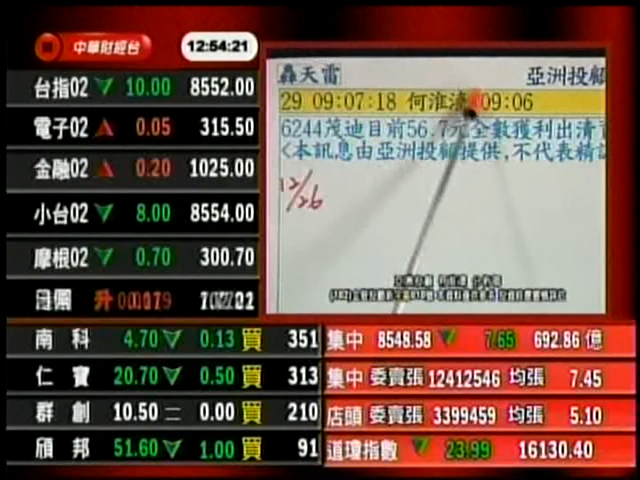 中華財經台
12:54:21
台指02 10.00 8552.00
電子02 0.05 315.50
金融02 0.20 1025.00
小台02 8.00 8554.00
摩根02 0.70 300.70
轟天雷 亞洲投顧
29 09:07:18 何淮 09:06
6244茂迪目前56.7元全數獲利出清
<本訊息由亞洲投顧提供,不代表精
12/26
南科 4.70 0.13 買 351
仁寶 20.70 0.50 買 313
群創 10.50 二 0.00 買 210
頎邦 51.60 1.00 買 91
集中 8548.58 7.65 692.86 億
集中 委賣張 12412546 均張 7.45
店頭 委賣張 3399459 均張 5.10
道瓊指數 23.99 16130.40